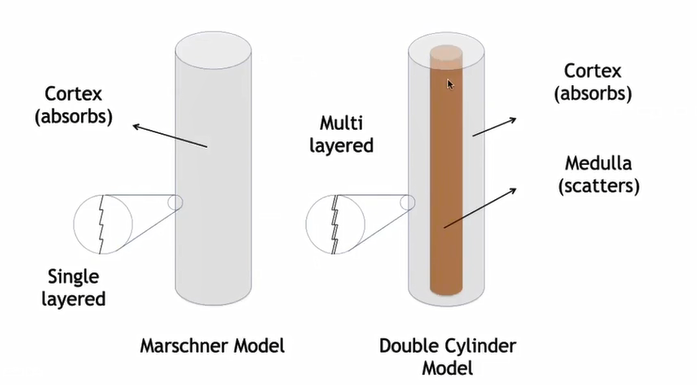 Cortex
(absorbs)
Single
layered
Marschner Model
Multi
layered
Cortex
(absorbs)
Medulla
(scatters)
Double Cylinder
Model